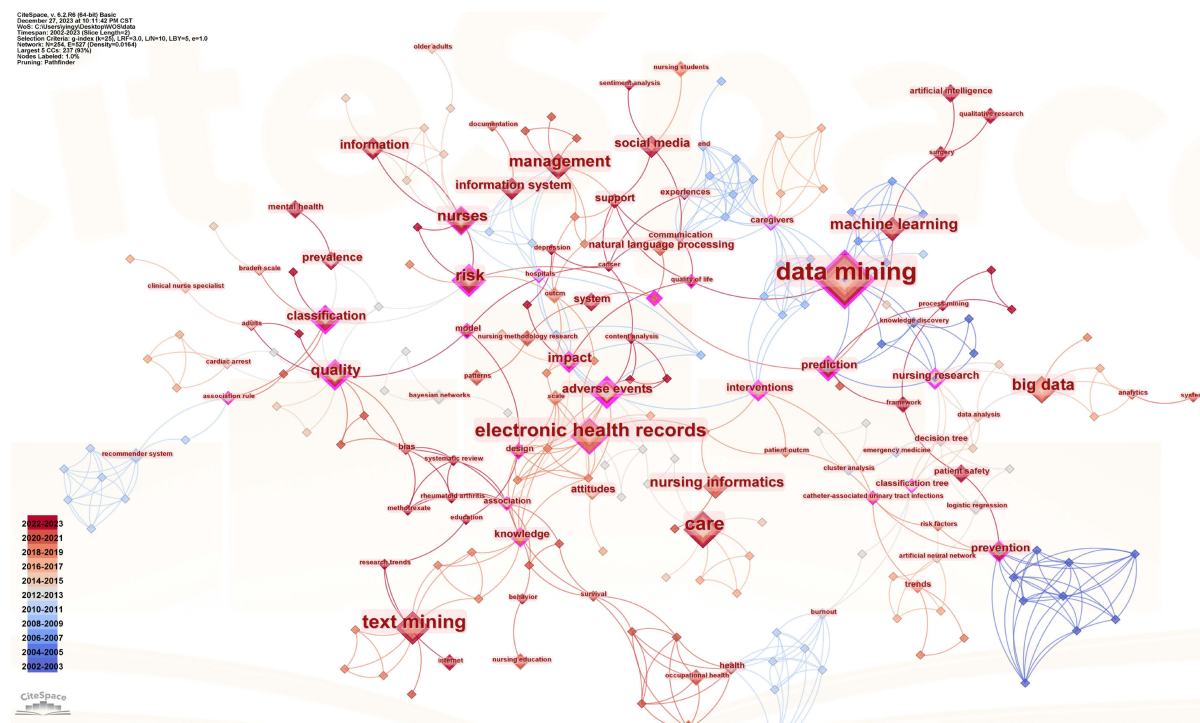 CiteSpace, v. 6.2.R6 (64-bit) Basic
December 27, 2023 at 10:11:42 PM CST
WoS: C:\Users\yingy\Desktop\WOS\data
Timespan: 2002-2023 (Slice Length=2)
Selection Criteria: g-index (k=25), LRF=3.0, L/N=10, LBY=5, e=1.0
Network: N=254, E=527 (Density=0.0164)
Largest 5 CCs: 237 (93%)
Nodes Labeled: 1.0%
Pruning: Pathfinder
older adults
nursing students
sentiment analysis
artificial intelligence
qualitative research
documentation
information
social media
end
surgery
management
information system
support
experiences
mental health
nurses
caregivers
machine learning
communication
natural language processing
depression
prevalence
cancer
braden scale
risk
hospitals
quality of life
data mining
clinical nurse specialist
outcm
system
process mining
classification
adults
model
knowledge discovery
nursing methodology research
content analysis
cardiac arrest
quality
impact
prediction
patterns
nursing research
big data
association rule
bayesian networks
scale
adverse events
interventions
framework
analytics
data analysis
electronic health records
decision tree
bias
design
recommender system
systematic review
patient outcm
emergency medicine
cluster analysis
patient safety
nursing informatics
attitudes
classification tree
rheumatoid arthritis
association
catheter-associated urinary tract infections
methotrexate
logistic regression
education
care
risk factors
knowledge
prevention
research trends
artificial neural network
trends
behavior
survival
text mining
burnout
internet
nursing education
health
occupational health
2022-2023
2020-2021
2018-2019
2016-2017
2014-2015
2012-2013
2010-2011
2008-2009
2006-2007
2004-2005
2002-2003
CiteSpace